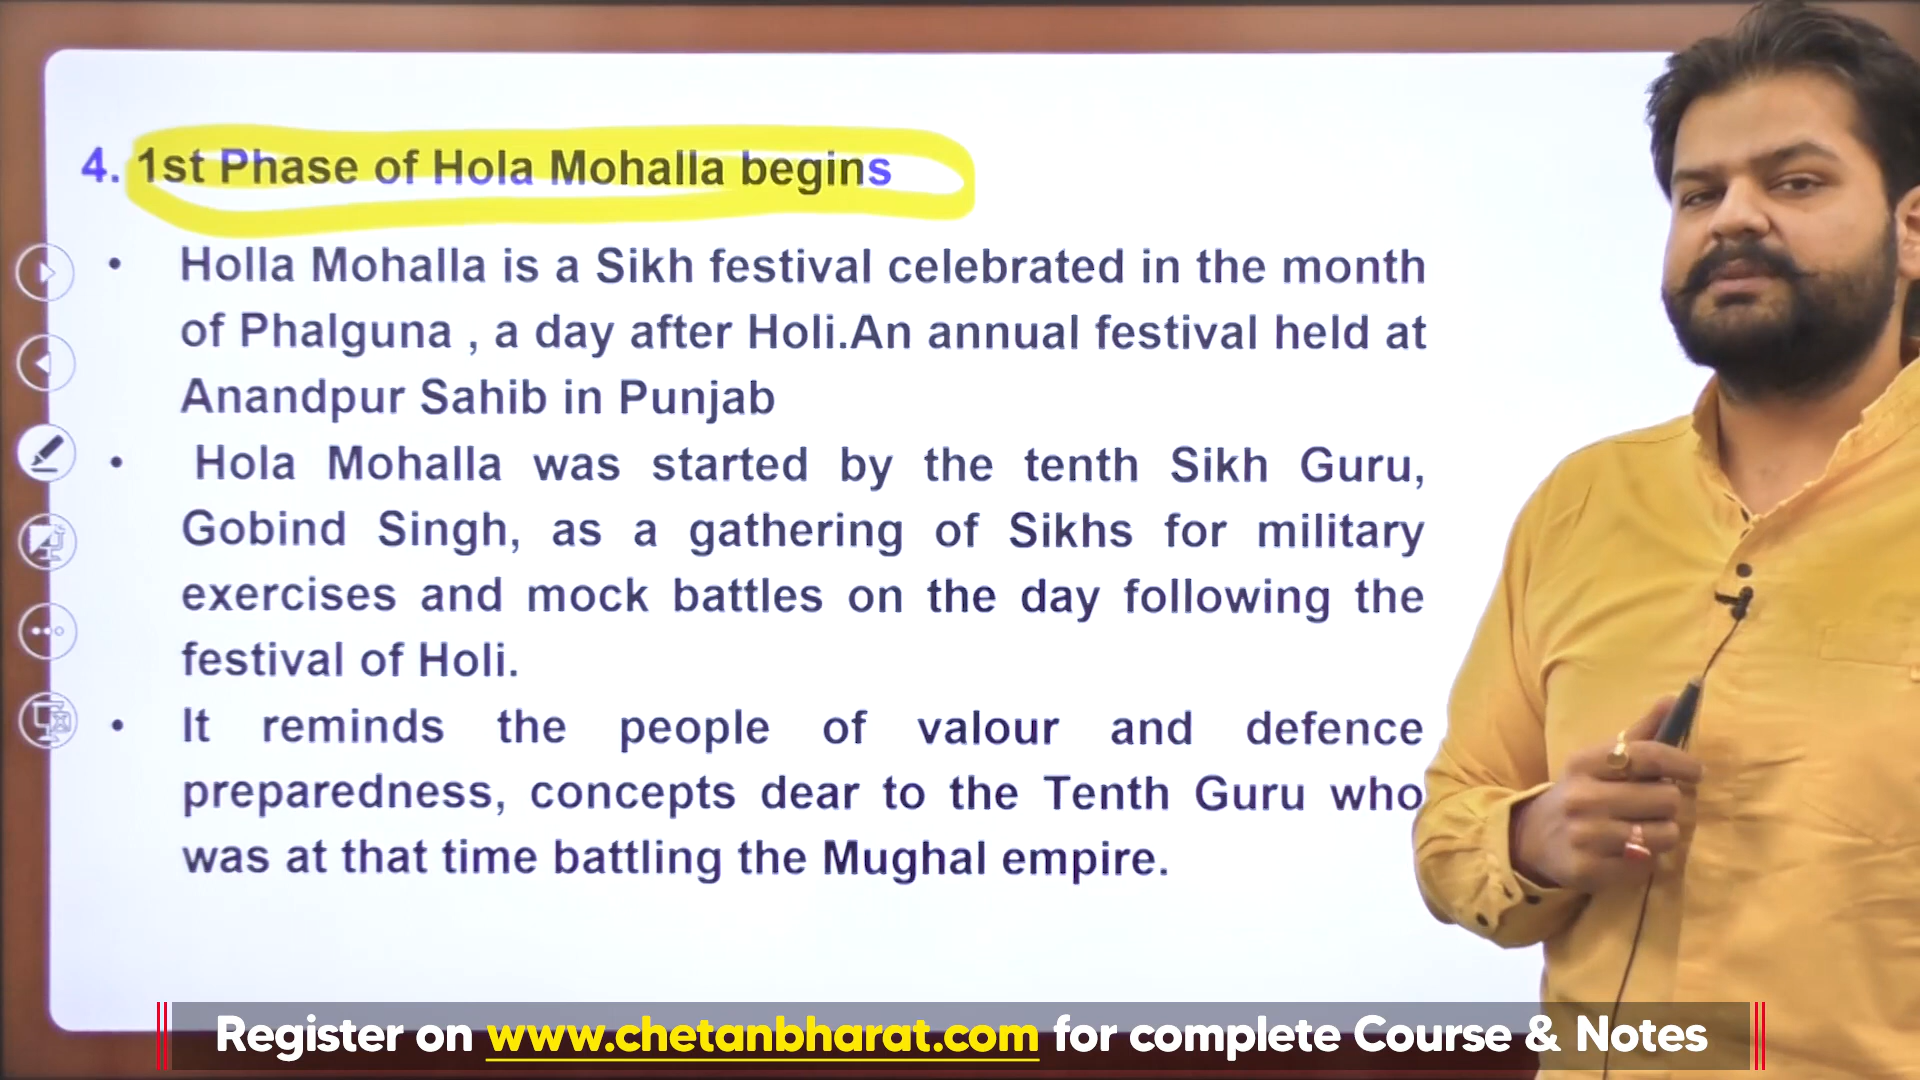 4. 1st Phase of Hola Mohalla begins
• Holla Mohalla is a Sikh festival celebrated in the month
of Phalguna , a day after Holi.An annual festival held at
Anandpur Sahib in Punjab
• Hola Mohalla was started by the tenth Sikh Guru,
Gobind Singh, as a gathering of Sikhs for military
exercises and mock battles on the day following the
festival of Holi.
• It reminds the people of valour and defence
preparedness, concepts dear to the Tenth Guru who
was at that time battling the Mughal empire.
Register on www.chetanbharat.com for complete Course & Notes